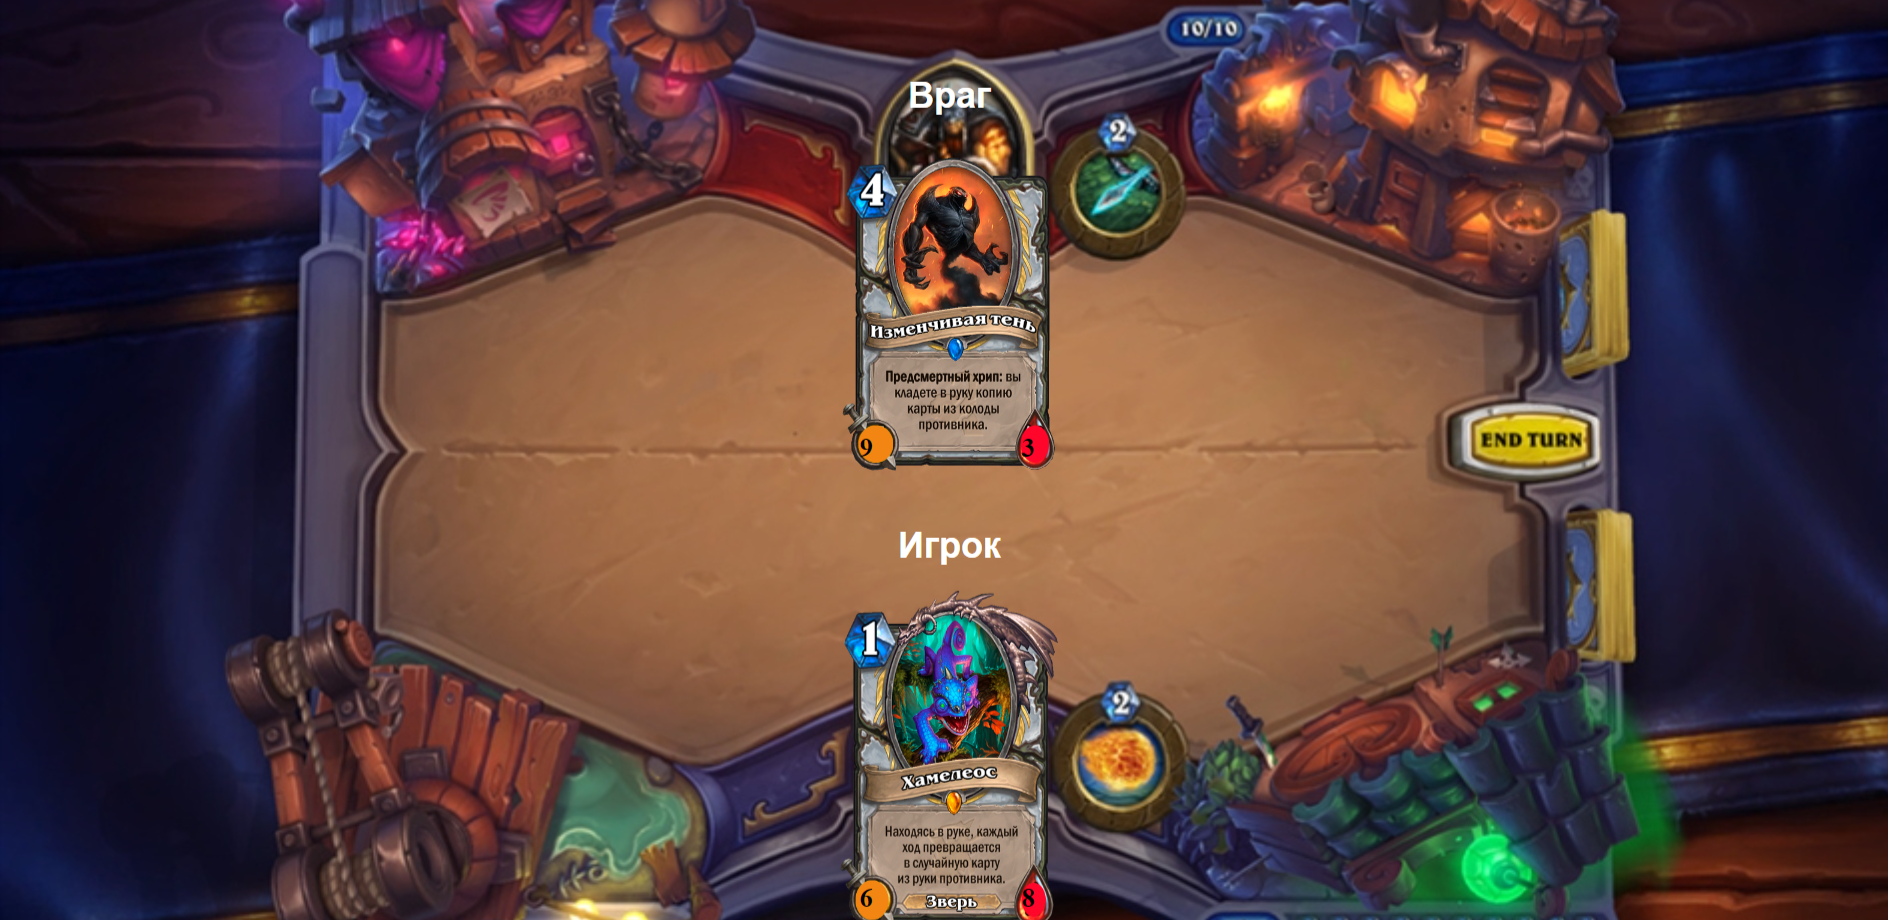 10/10
Враг
2
4
Изменчивая тень
Предсмертный хрип: вы
кладете в руку копию
карты из колоды
противника.
9
3
END TURN
Игрок
1
2
Хамелеос
Находясь в руке, каждый
ход превращается
в случайную карту
из руки противника.
6
Зверь
8